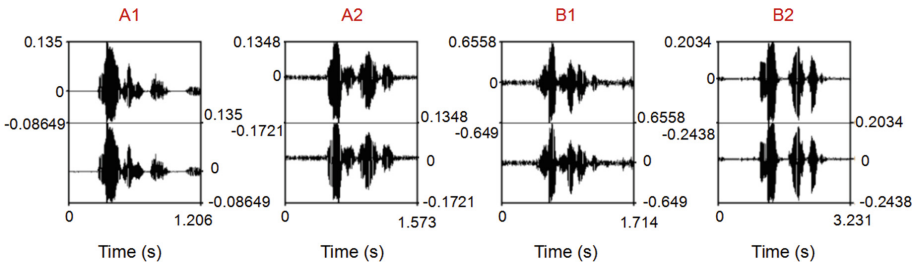 A1 A2 B1 B2
0.135 0.1348 0.6558 0.2034
0 0 0 0
-0.08649 0.135 -0.1721 0.1348 -0.649 0.6558 -0.2438 0.2034
0 0 0 0
-0.08649 -0.1721 -0.649 -0.2438
0 1.206 0 1.573 0 1.714 0 3.231
Time (s) Time (s) Time (s) Time (s)